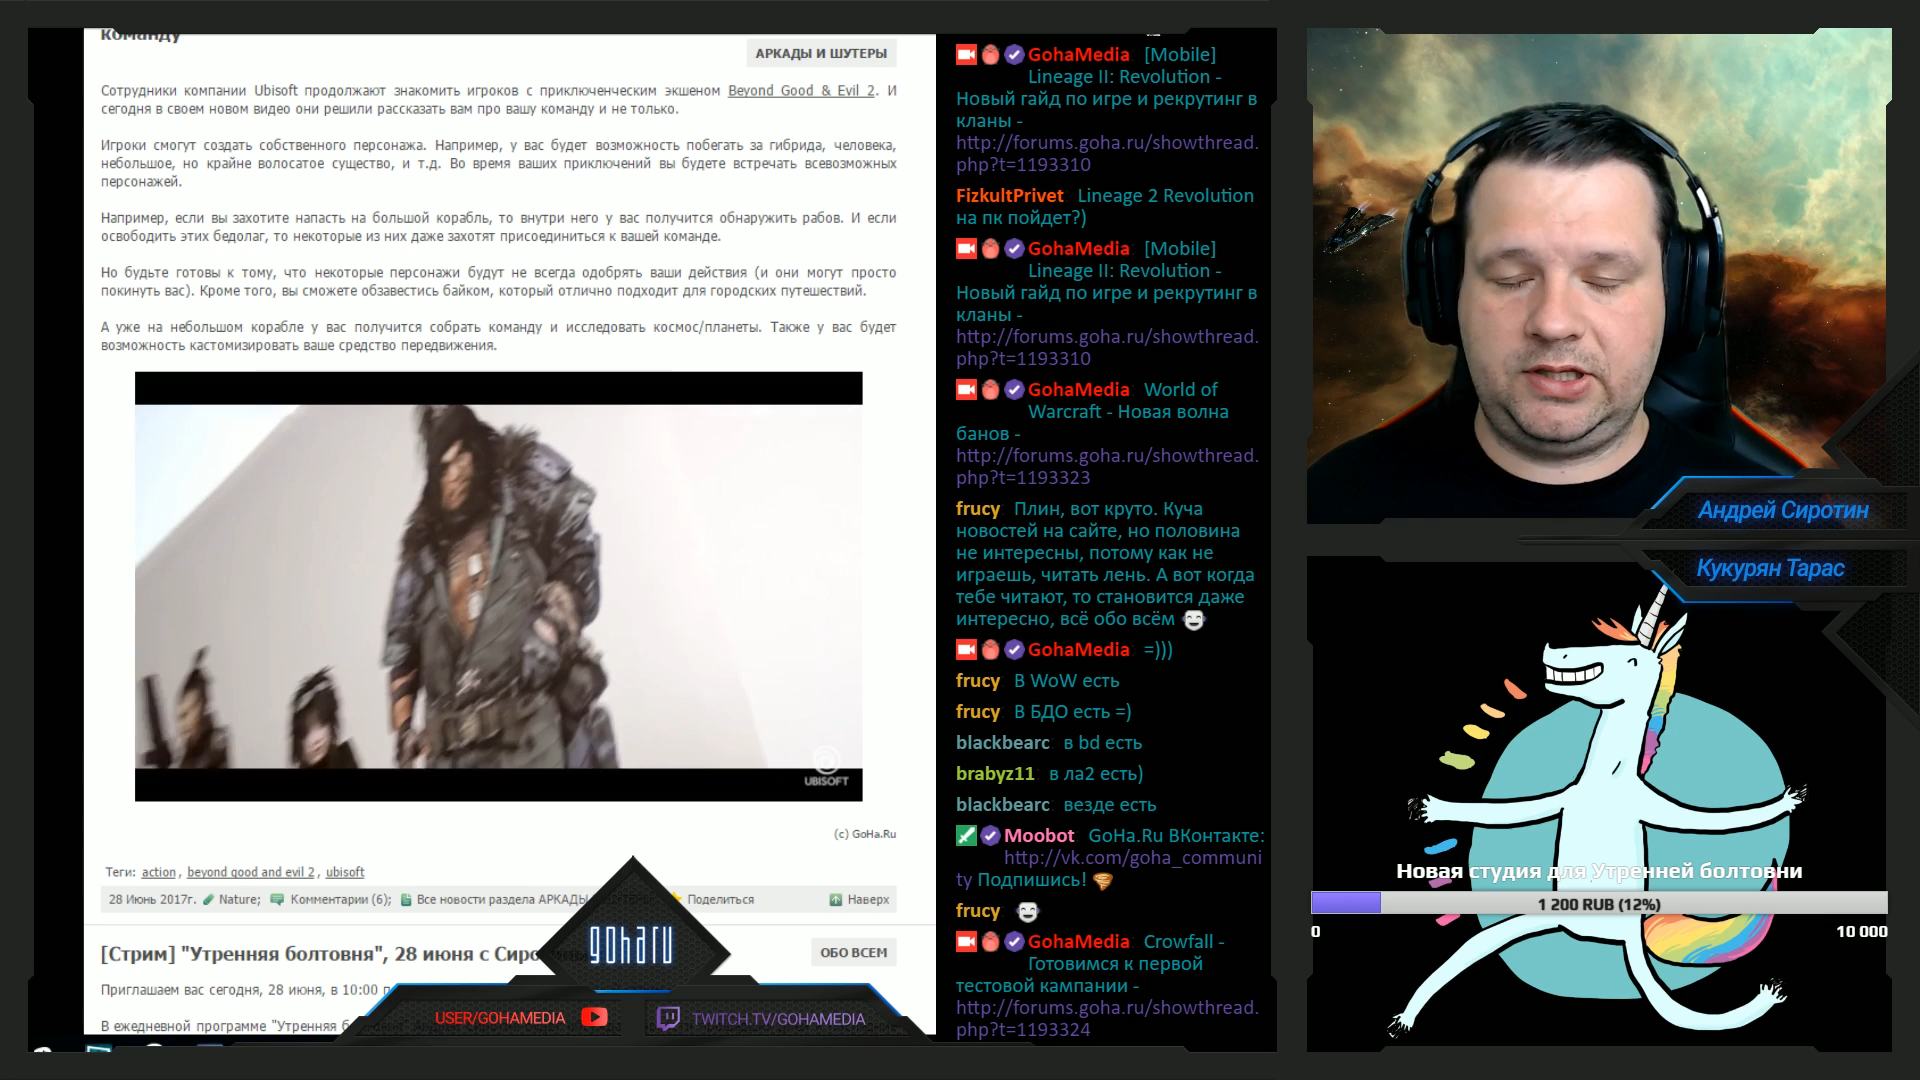 команду
АРКАДЫ И ШУТЕРЫ
Сотрудники компании Ubisoft продолжают знакомить игроков с приключенческим экшеном Beyond Good & Evil 2. И
сегодня в своем новом видео они решили рассказать вам про вашу команду и не только.
Игроки смогут создать собственного персонажа. Например, у вас будет возможность побегать за гибрида, человека,
небольшое, но крайне волосатое существо, и т.д. Во время ваших приключений вы будете встречать всевозможных
персонажей.
Например, если вы захотите напасть на большой корабль, то внутри него у вас получится обнаружить рабов. И если
освободить этих бедолаг, то некоторые из них даже захотят присоединиться к вашей команде.
Но будьте готовы к тому, что некоторые персонажи будут не всегда одобрять ваши действия (и они могут просто
покинуть вас). Кроме того, вы сможете обзавестись байком, который отлично подходит для городских путешествий.
А уже на небольшом корабле у вас получится собрать команду и исследовать космос/планеты. Также у вас будет
возможность кастомизировать ваше средство передвижения.
UBISOFT
(c) GoHa.Ru
Теги: action, beyond good and evil 2, ubisoft
28 Июнь 2017г. Nature; Комментарии (6); Все новости раздела АРКАДЫ Поделиться Наверх
[Стрим] "Утренняя болтовня", 28 июня с Сиро
ОБО ВСЕМ
Приглашаем вас сегодня, 28 июня, в 10:00 п
В ежедневной программе "Утренняя б
goharu
USER/GOHAMEDIA
TWITCH.TV/GOHAMEDIA
GohaMedia [Mobile]
Lineage II: Revolution -
Новый гайд по игре и рекрутинг в
кланы -
http://forums.goha.ru/showthread.
php?t=1193310
FizkultPrivet Lineage 2 Revolution
на пк пойдет?)
GohaMedia [Mobile]
Lineage II: Revolution -
Новый гайд по игре и рекрутинг в
кланы -
http://forums.goha.ru/showthread.
php?t=1193310
GohaMedia World of
Warcraft - Новая волна
банов -
http://forums.goha.ru/showthread.
php?t=1193323
frucy Плин, вот круто. Куча
новостей на сайте, но половина
не интересны, потому как не
играешь, читать лень. А вот когда
тебе читают, то становится даже
интересно, всё обо всём
GohaMedia =)))
frucy В WoW есть
frucy В БДО есть =)
blackbearc в bd есть
brabyz11 в ла2 есть)
blackbearc везде есть
Moobot GoHa.Ru ВКонтакте:
http://vk.com/goha_communi
ty Подпишись!
frucy
GohaMedia Crowfall -
Готовимся к первой
тестовой кампании -
http://forums.goha.ru/showthread.
php?t=1193324
Андрей Сиротин
Кукурян Тарас
Новая студия для Утренней болтовни
1 200 RUB (12%)
0
10 000